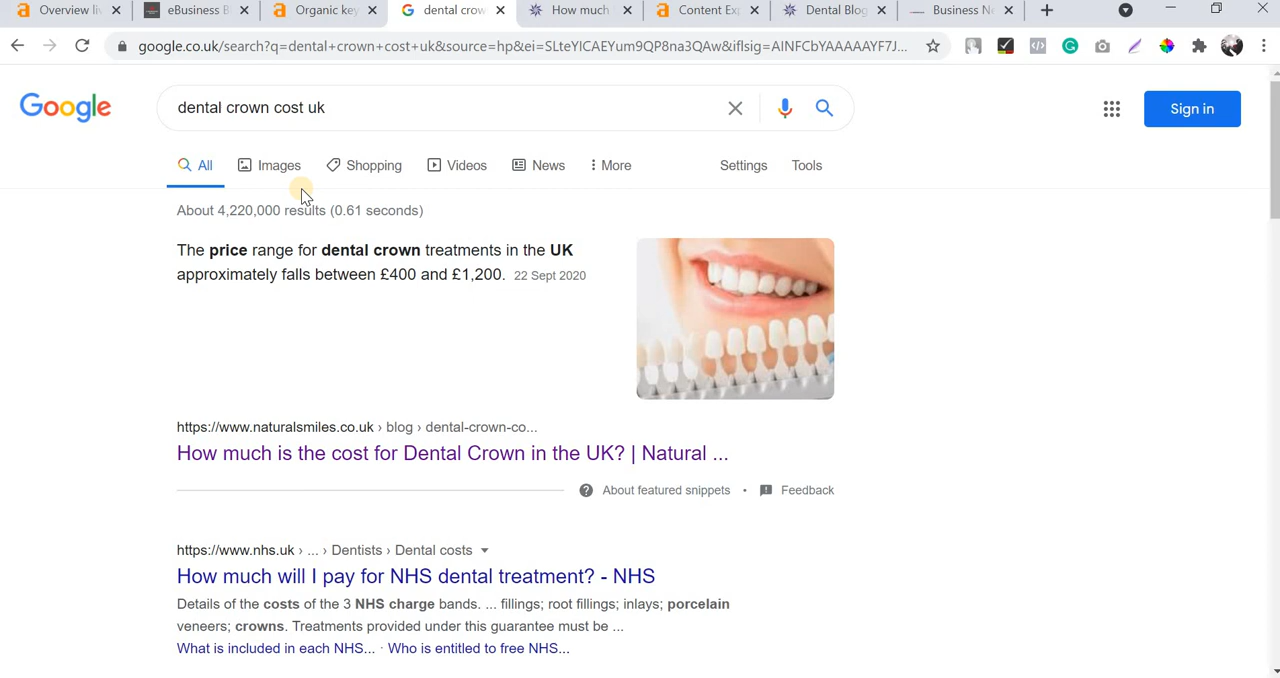 Overview li
eBusiness B
Organic key
dental crow
How much
Content Ex
Dental Blog
Business N
google.co.uk/search?q=dental+crown+cost+uk&source=hp&ei=SLteYICAEYum9QP8na3QAw&iflsig=AINFCbYAAAAAYF7J...
Google
dental crown cost uk
Sign in
All
Images
Shopping
Videos
News
More
Settings
Tools
About 4,220,000 results (0.61 seconds)
The price range for dental crown treatments in the UK
approximately falls between £400 and £1,200. 22 Sept 2020
https://www.naturalsmiles.co.uk › blog › dental-crown-co...
How much is the cost for Dental Crown in the UK? | Natural ...
About featured snippets • Feedback
https://www.nhs.uk › ... › Dentists › Dental costs
How much will I pay for NHS dental treatment? - NHS
Details of the costs of the 3 NHS charge bands. ... fillings; root fillings; inlays; porcelain
veneers; crowns. Treatments provided under this guarantee must be ...
What is included in each NHS... · Who is entitled to free NHS...